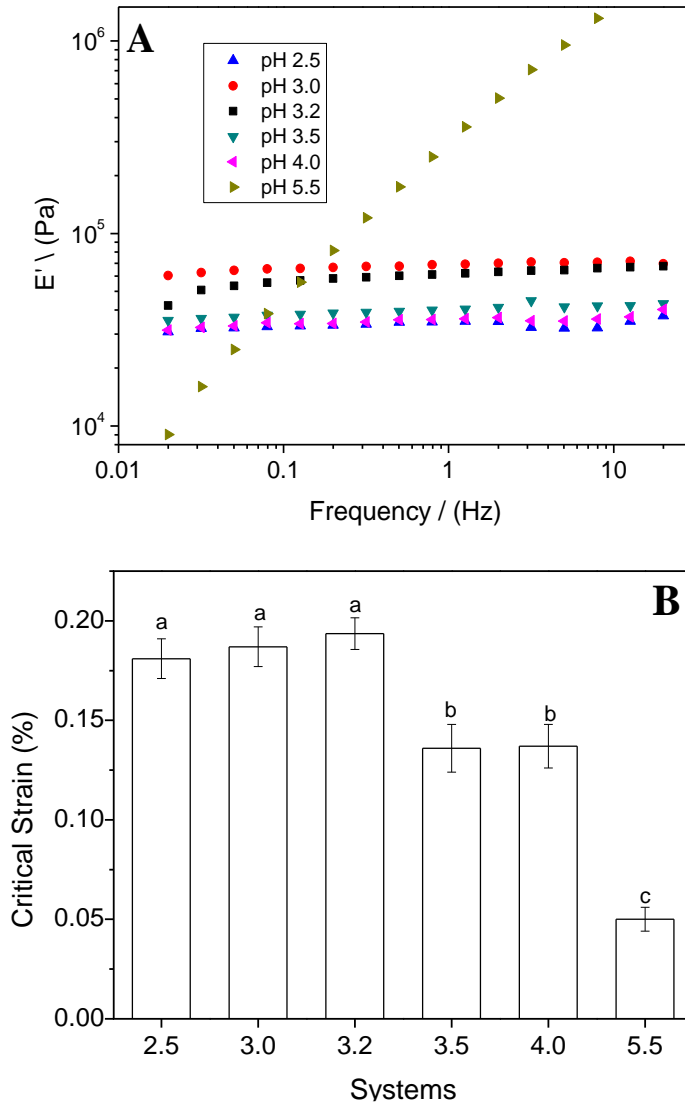 A
10⁶
pH 2.5
pH 3.0
pH 3.2
pH 3.5
pH 4.0
pH 5.5
E' \ (Pa)
10⁵
10⁴
0.01
0.1
1
10
Frequency / (Hz)
B
0.20
a
a
a
b
b
c
0.15
Critical Strain (%)
0.10
0.05
0.00
2.5
3.0
3.2
3.5
4.0
5.5
Systems